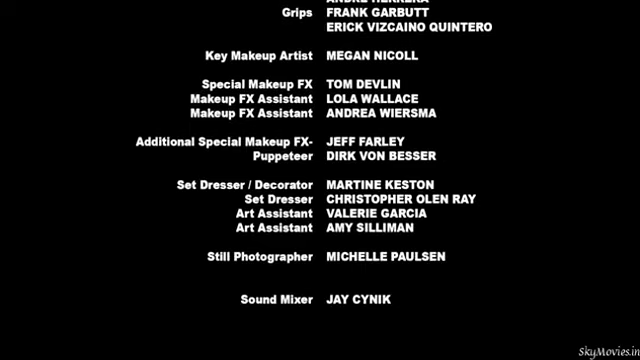 ANDRE HERRERA
Grips FRANK GARBUTT
ERICK VIZCAINO QUINTERO
Key Makeup Artist MEGAN NICOLL
Special Makeup FX TOM DEVLIN
Makeup FX Assistant LOLA WALLACE
Makeup FX Assistant ANDREA WIERSMA
Additional Special Makeup FX- JEFF FARLEY
Puppeteer DIRK VON BESSER
Set Dresser / Decorator MARTINE KESTON
Set Dresser CHRISTOPHER OLEN RAY
Art Assistant VALERIE GARCIA
Art Assistant AMY SILLIMAN
Still Photographer MICHELLE PAULSEN
Sound Mixer JAY CYNIK
SkyMovies.in